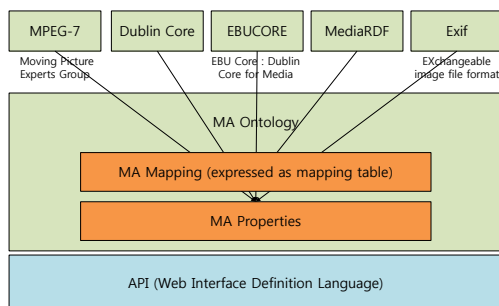 MPEG-7
Dublin Core
EBUCORE
MediaRDF
Exif
Moving Picture
Experts Group
EBU Core : Dublin
Core for Media
EXchangeable
image file format
MA Ontology
MA Mapping (expressed as mapping table)
MA Properties
API (Web Interface Definition Language)